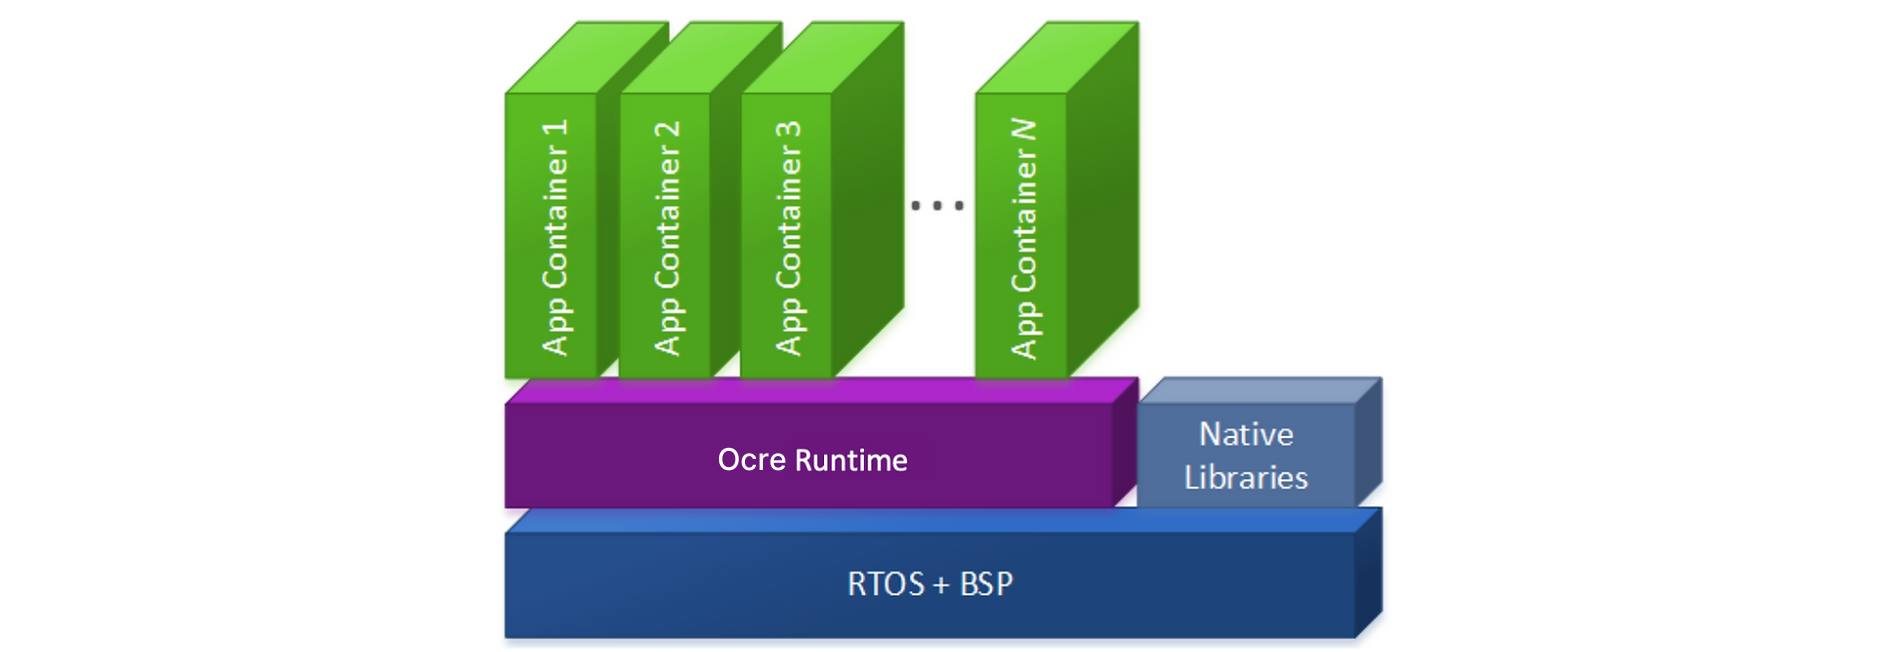 App Container 1
App Container 2
App Container 3
...
App Container N
Ocre Runtime
Native
Libraries
RTOS + BSP